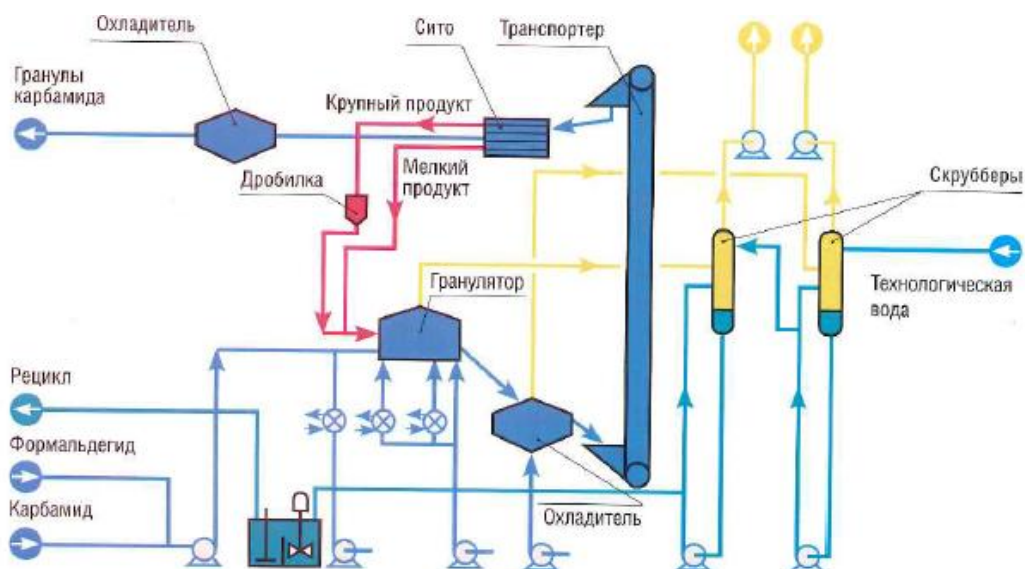 Охладитель
Сито
Транспортер
Гранулы
карбамида
Крупный продукт
Мелкий
продукт
Дробилка
Скрубберы
Гранулятор
Технологическая
вода
Рецикл
Формальдегид
Карбамид
Охладитель